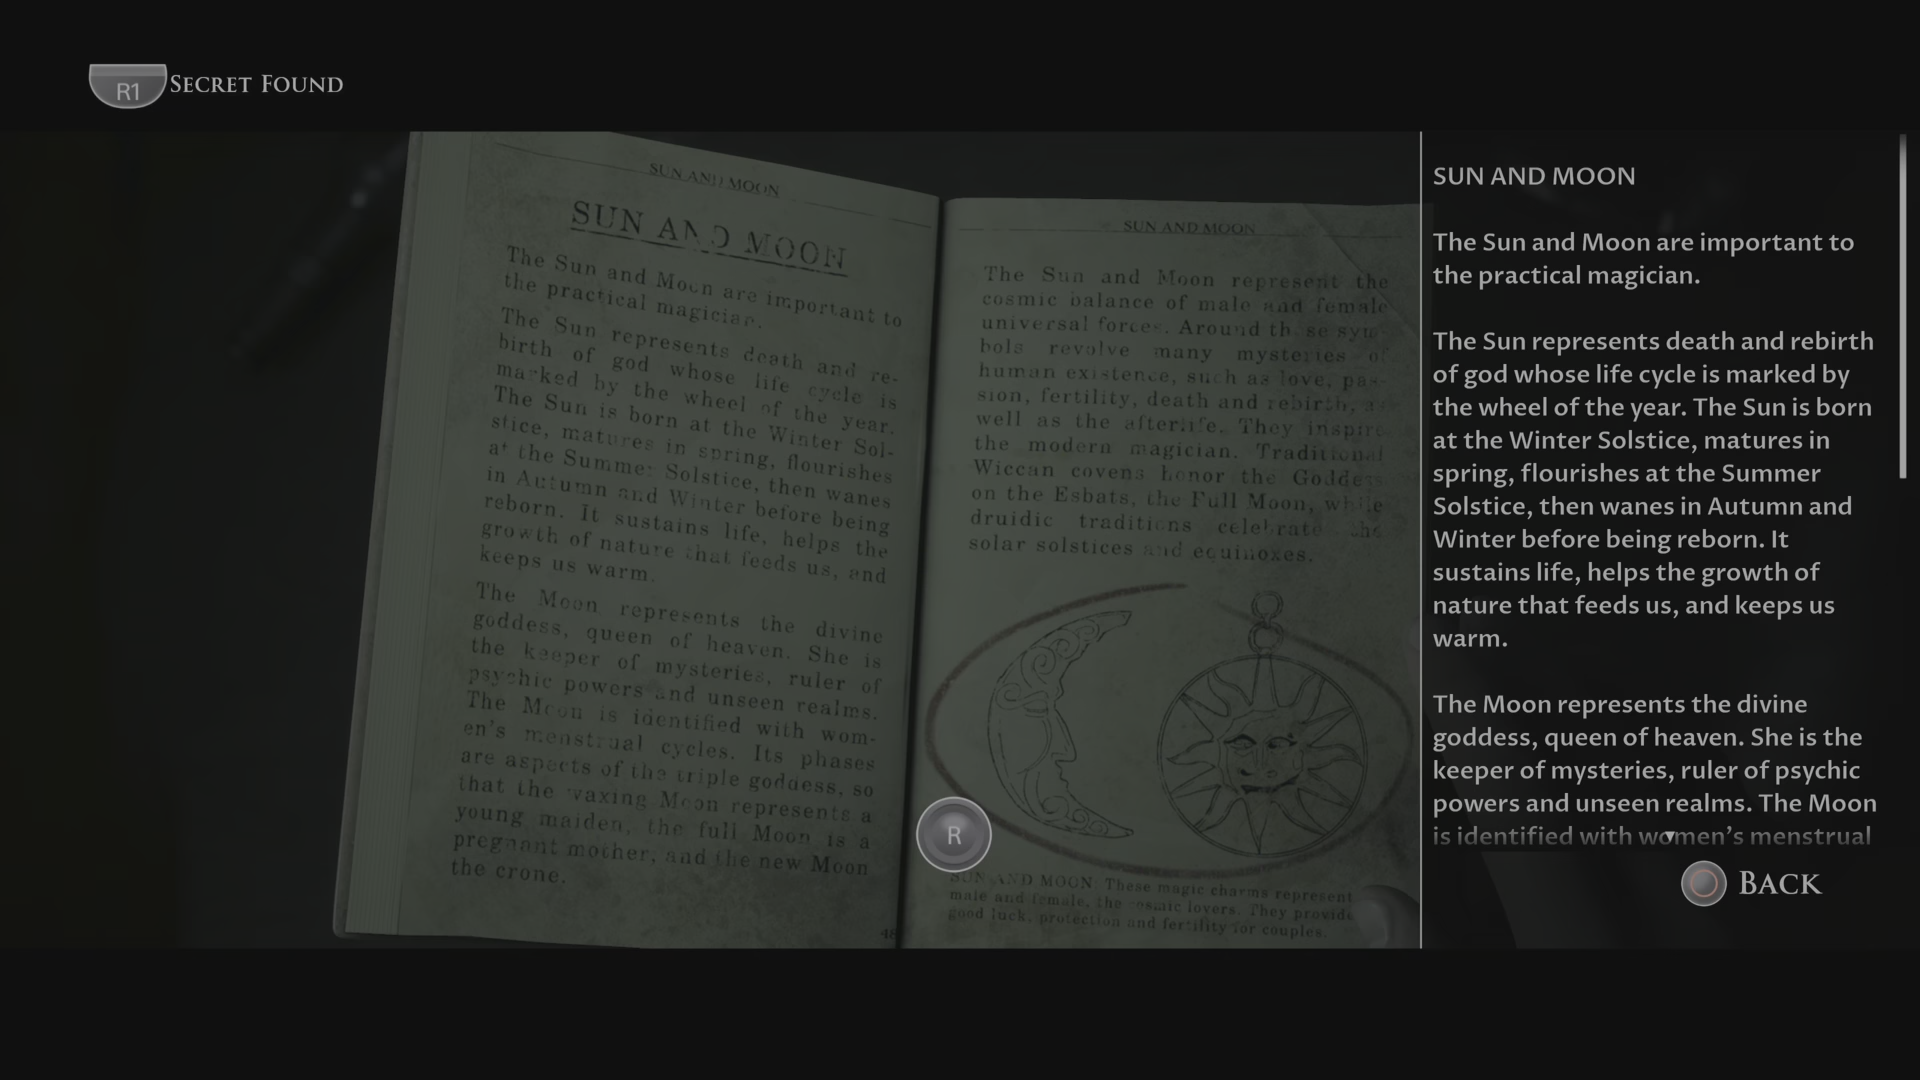 R1 SECRET FOUND
SUN AND MOON
SUN AND MOON
The Sun and Moon are important to
the practical magician.
The Sun represents death and re-
birth of god whose life cycle is
marked by the wheel of the year.
The Sun is born at the Winter Sol-
stice, matures in spring, flourishes
at the Summer Solstice, then wanes
in Autumn and Winter before being
reborn. It sustains life, helps the
growth of nature that feeds us, and
keeps us warm.
The Moon represents the divine
goddess, queen of heaven. She is
the keeper of mysteries, ruler of
psychic powers and unseen realms.
The Moon is identified with wom-
en's menstrual cycles. Its phases
are aspects of the triple goddess, so
that the waxing Moon represents a
young maiden, the full Moon is a
pregnant mother, and the new Moon
the crone.
48
SUN AND MOON
The Sun and Moon represent the
cosmic balance of male and female
universal forces. Around these sym-
bols revolve many mysteries of
human existence, such as love, pas-
sion, fertility, death and rebirth, as
well as the afterlife. They inspire
the modern magician. Traditional
Wiccan covens honor the Goddess
on the Esbats, the Full Moon, while
druidic traditions celebrate the
solar solstices and equinoxes.
R
SUN AND MOON: These magic charms represent
male and female, the cosmic lovers. They provide
good luck, protection and fertility for couples.
SUN AND MOON
The Sun and Moon are important to
the practical magician.
The Sun represents death and rebirth
of god whose life cycle is marked by
the wheel of the year. The Sun is born
at the Winter Solstice, matures in
spring, flourishes at the Summer
Solstice, then wanes in Autumn and
Winter before being reborn. It
sustains life, helps the growth of
nature that feeds us, and keeps us
warm.
The Moon represents the divine
goddess, queen of heaven. She is the
keeper of mysteries, ruler of psychic
powers and unseen realms. The Moon
is identified with women's menstrual
BACK